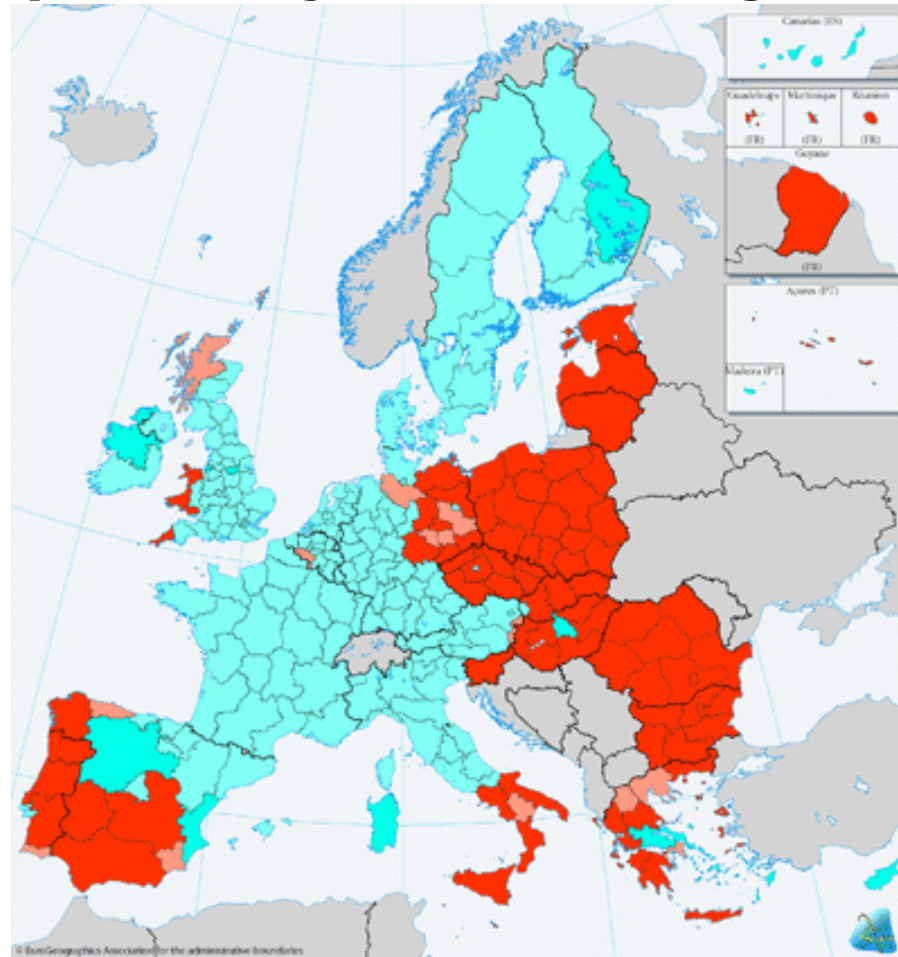 Canarias (ES)
Guadeloupe Martinique Réunion
(FR) (FR) (FR)
Guyane
(FR)
Açores (PT)
Madeira (PT)
© EuroGeographics Association for the administrative boundaries